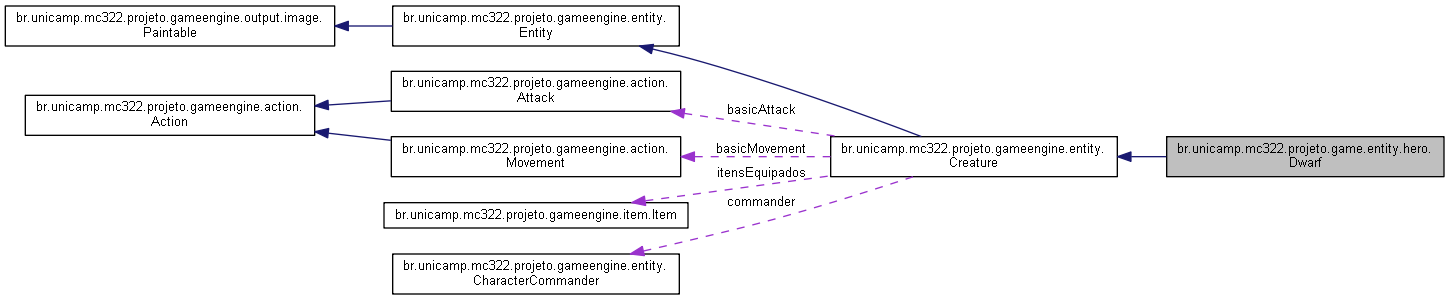 br.unicamp.mc322.projeto.gameengine.output.image.
Paintable
br.unicamp.mc322.projeto.gameengine.entity.
Entity
br.unicamp.mc322.projeto.gameengine.action.
Action
br.unicamp.mc322.projeto.gameengine.action.
Attack
br.unicamp.mc322.projeto.gameengine.action.
Movement
br.unicamp.mc322.projeto.gameengine.item.Item
br.unicamp.mc322.projeto.gameengine.entity.
CharacterCommander
basicAttack
basicMovement
itensEquipados
commander
br.unicamp.mc322.projeto.gameengine.entity.
Creature
br.unicamp.mc322.projeto.game.entity.hero.
Dwarf